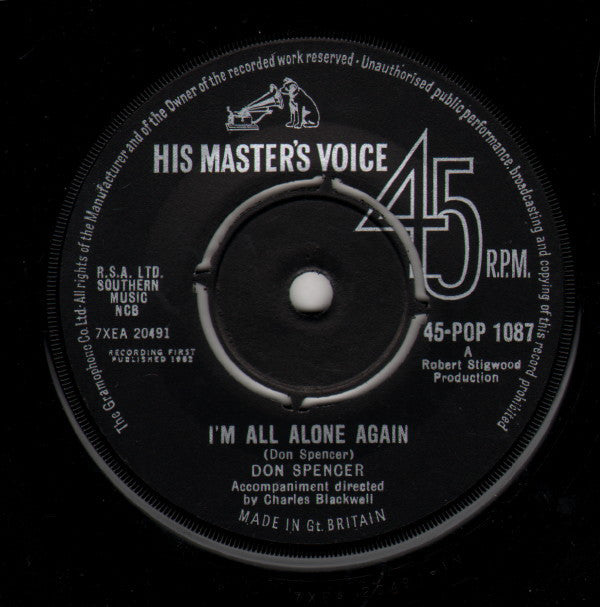 The Gramophone Co. Ltd · All rights of the Manufacturer and of the Owner of the recorded work reserved · Unauthorised public performance, broadcasting and copying of this record prohibited
HIS MASTER'S VOICE
45
R.P.M.
R.S.A. LTD.
SOUTHERN
MUSIC
NCB
7XEA 20491
RECORDING FIRST
PUBLISHED 1962
45-POP 1087
A
Robert Stigwood
Production
I'M ALL ALONE AGAIN
(Don Spencer)
DON SPENCER
Accompaniment directed
by Charles Blackwell
MADE IN Gt. BRITAIN